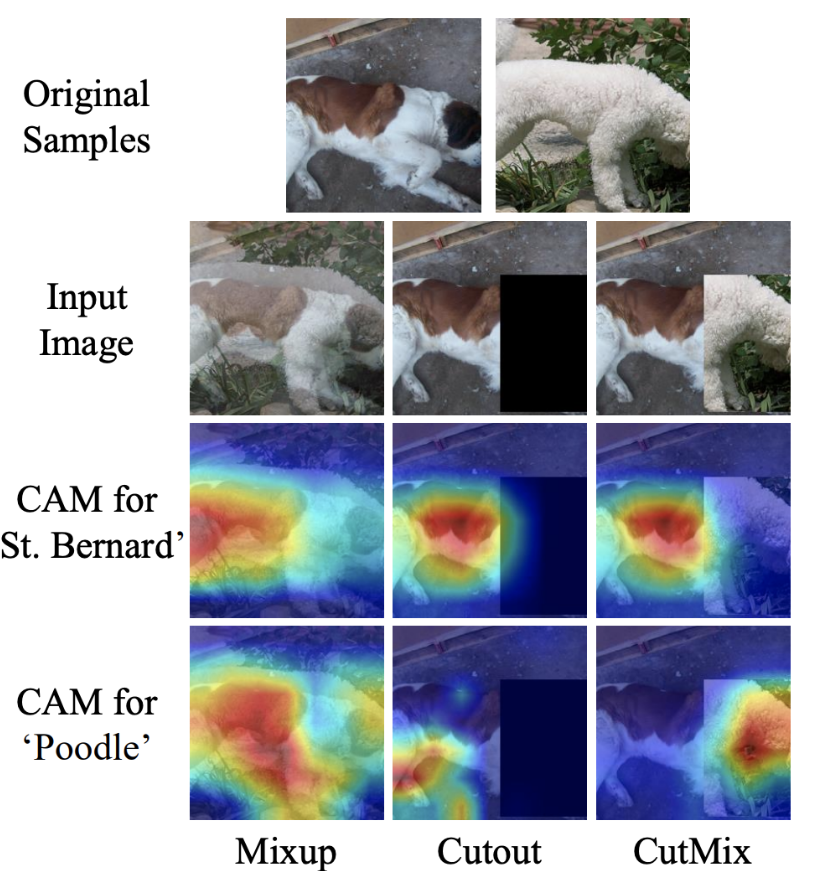 Original
Samples
Input
Image
CAM for
St. Bernard’
CAM for
‘Poodle’
Mixup Cutout CutMix